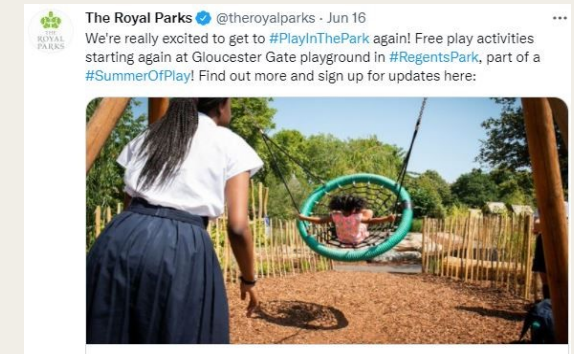 The Royal Parks @theroyalparks · Jun 16
THE
ROYAL
PARKS
We're really excited to get to #PlayInThePark again! Free play activities
starting again at Gloucester Gate playground in #RegentsPark, part of a
#SummerOfPlay! Find out more and sign up for updates here: